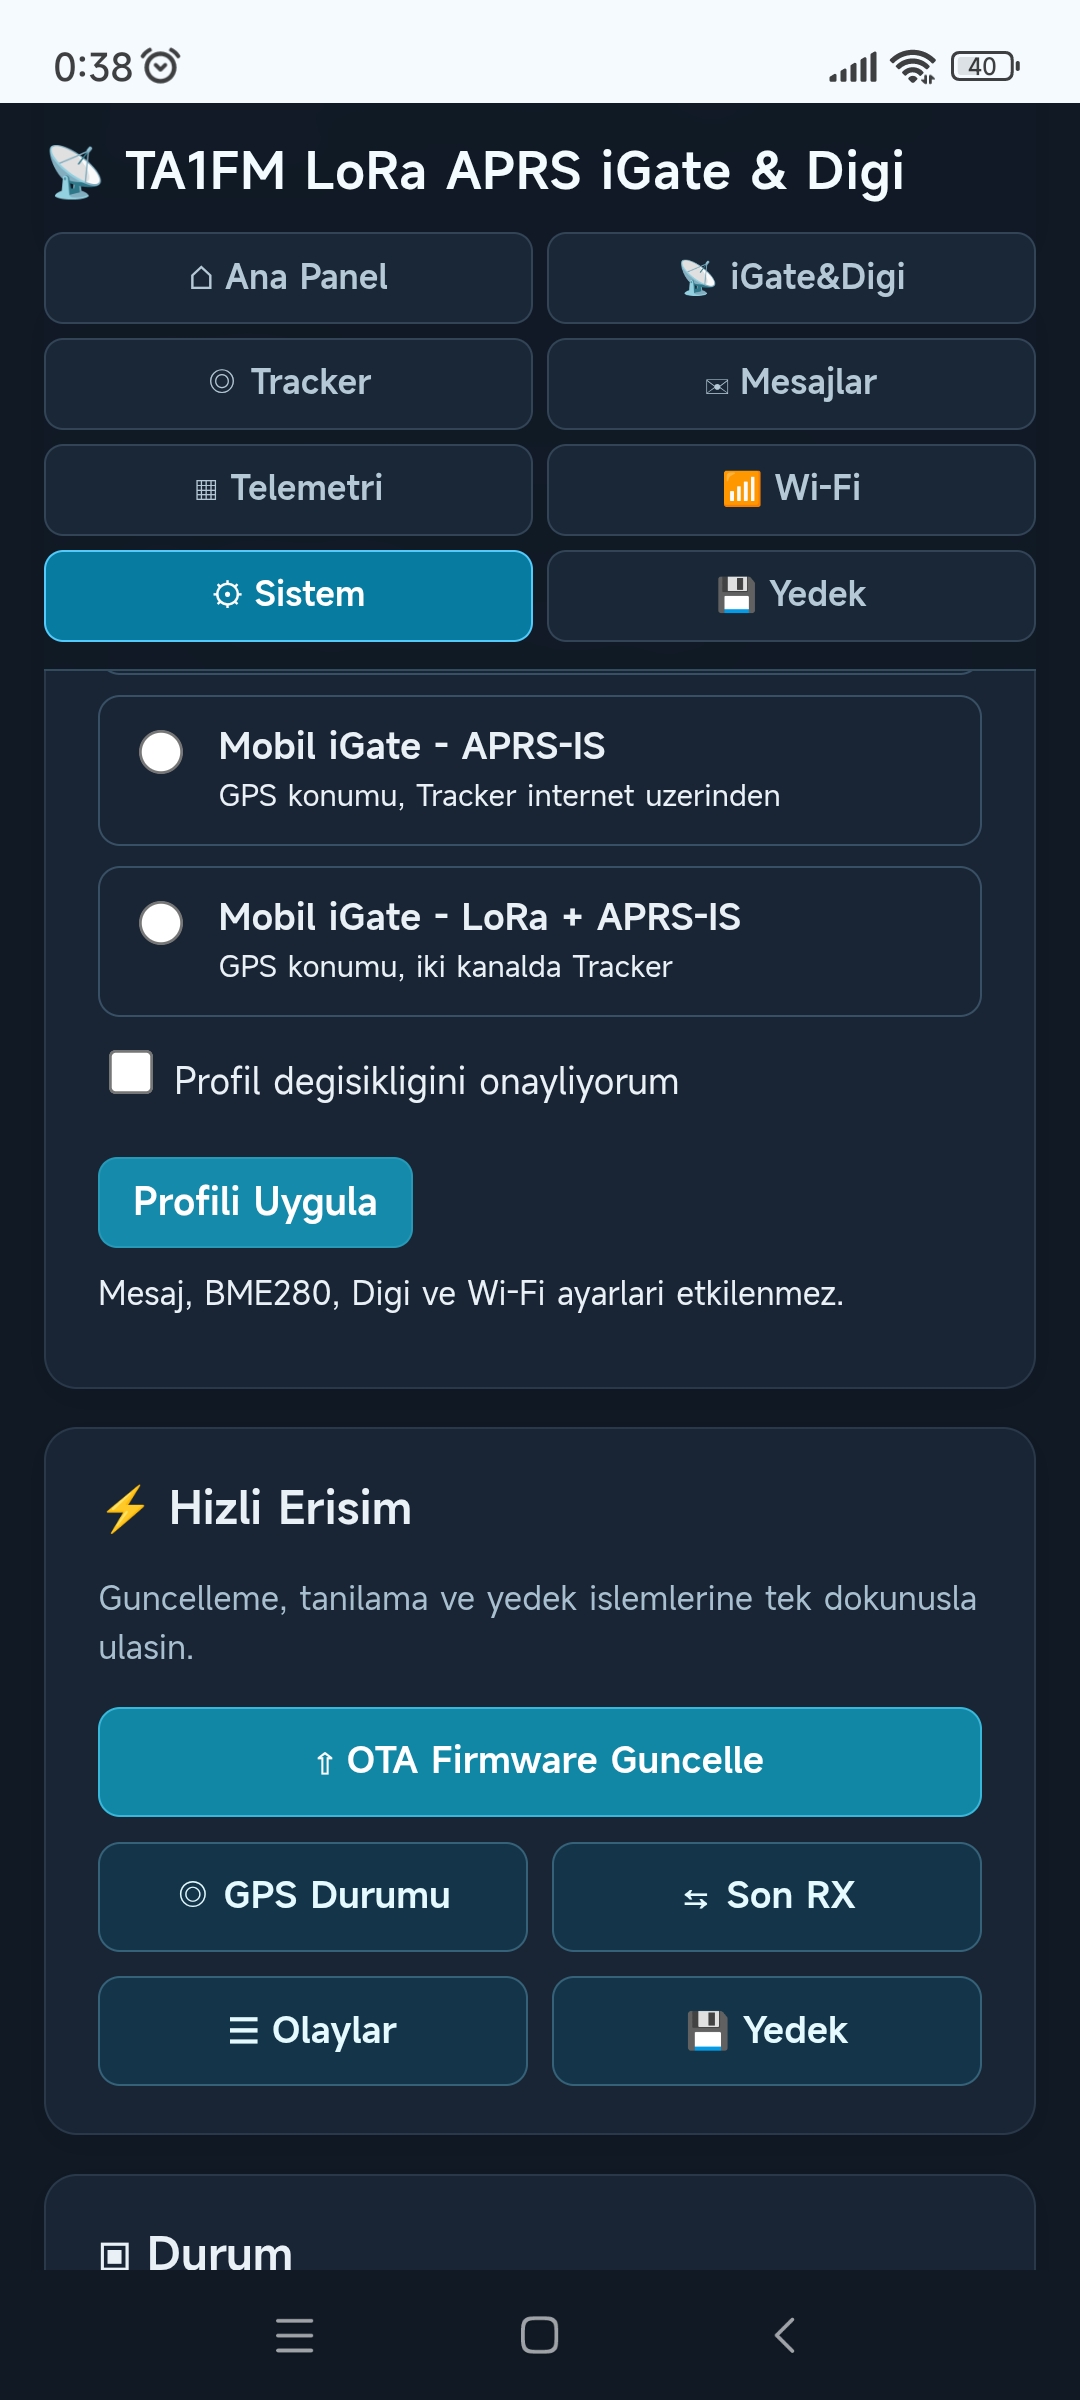 0:38
40
TA1FM LoRa APRS iGate & Digi
Ana Panel
iGate&Digi
Tracker
Mesajlar
Telemetri
Wi-Fi
Sistem
Yedek
Mobil iGate - APRS-IS
GPS konumu, Tracker internet uzerinden
Mobil iGate - LoRa + APRS-IS
GPS konumu, iki kanalda Tracker
Profil degisikligini onayliyorum
Profili Uygula
Mesaj, BME280, Digi ve Wi-Fi ayarlari etkilenmez.
Hizli Erisim
Guncelleme, tanilama ve yedek islemlerine tek dokunusla
ulasin.
OTA Firmware Guncelle
GPS Durumu
Son RX
Olaylar
Yedek
Durum